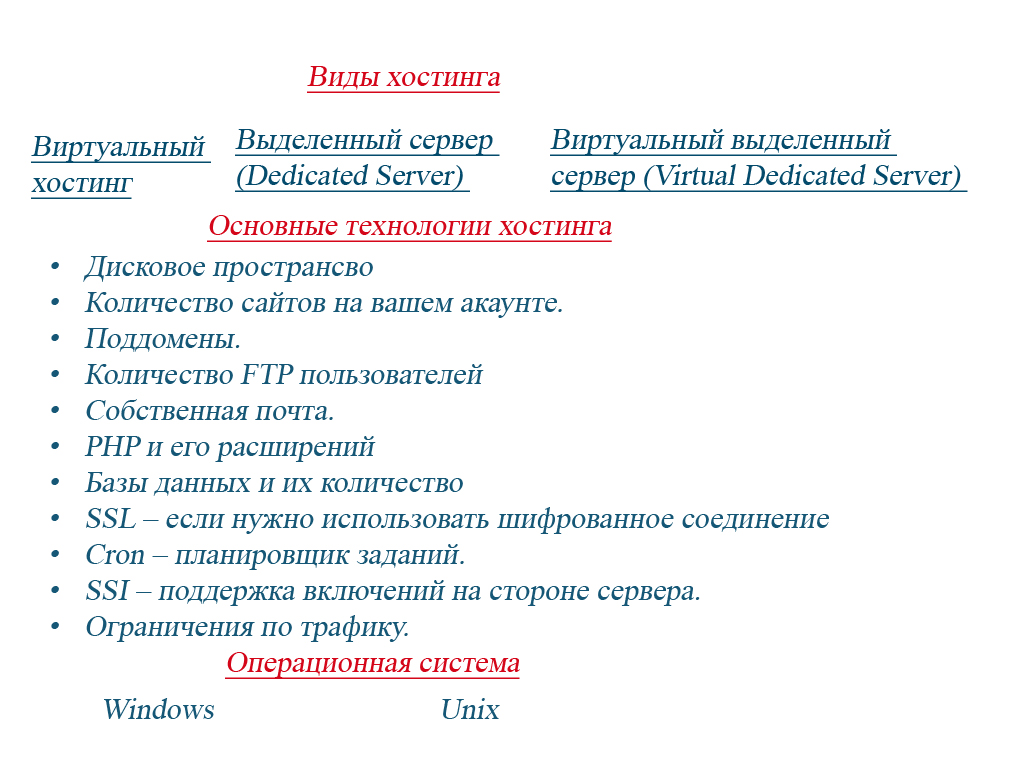 Виды хостинга
Виртуальный
хостинг
Выделенный сервер
(Dedicated Server)
Виртуальный выделенный
сервер (Virtual Dedicated Server)
Основные технологии хостинга
• Дисковое пространсво
• Количество сайтов на вашем акаунте.
• Поддомены.
• Количество FTP пользователей
• Собственная почта.
• PHP и его расширений
• Базы данных и их количество
• SSL – если нужно использовать шифрованное соединение
• Cron – планировщик заданий.
• SSI – поддержка включений на стороне сервера.
• Ограничения по трафику.
Операционная система
Windows
Unix